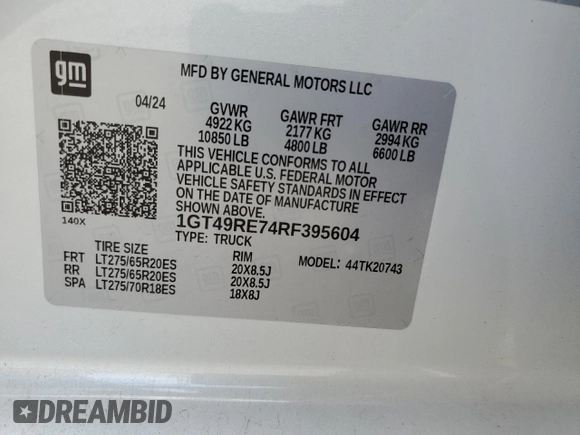 gm
MFD BY GENERAL MOTORS LLC
04/24
GVWR GAWR FRT GAWR RR
4922 KG 2177 KG 2994 KG
10850 LB 4800 LB 6600 LB
THIS VEHICLE CONFORMS TO ALL
APPLICABLE U.S. FEDERAL MOTOR
VEHICLE SAFETY STANDARDS IN EFFECT
ON THE DATE OF MANUFACTURE
SHOWN ABOVE.
140X
1GT49RE74RF395604
TYPE: TRUCK
TIRE SIZE RIM MODEL: 44TK20743
FRT LT275/65R20ES 20X8.5J
RR LT275/65R20ES 20X8.5J
SPA LT275/70R18ES 18X8J
DREAMBID